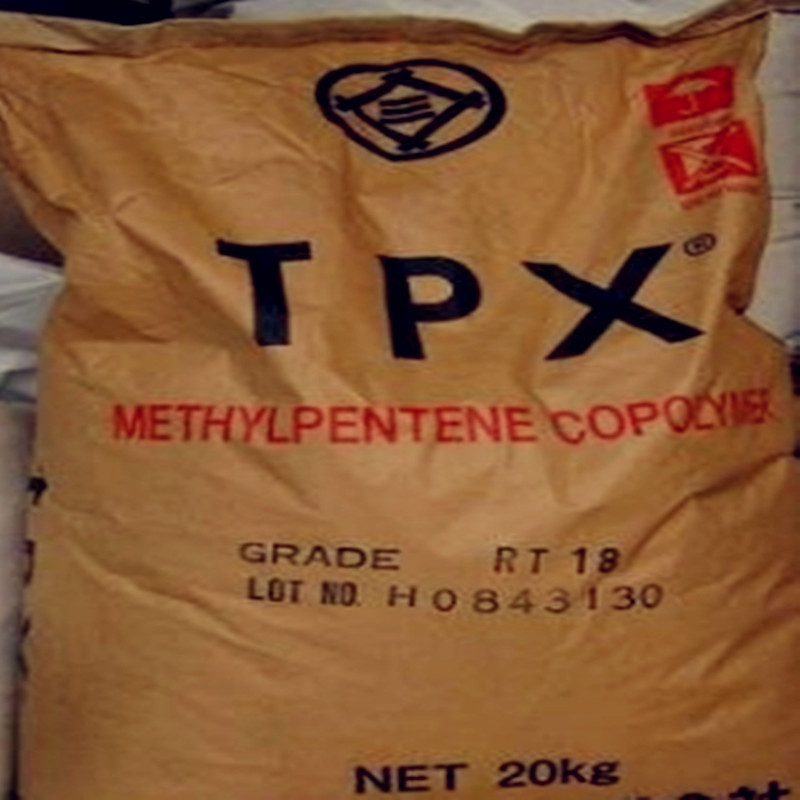 TPX®
METHYLPENTENE COPOLYMER
GRADE RT 18
LOT NO. H0843130
NET 20kg